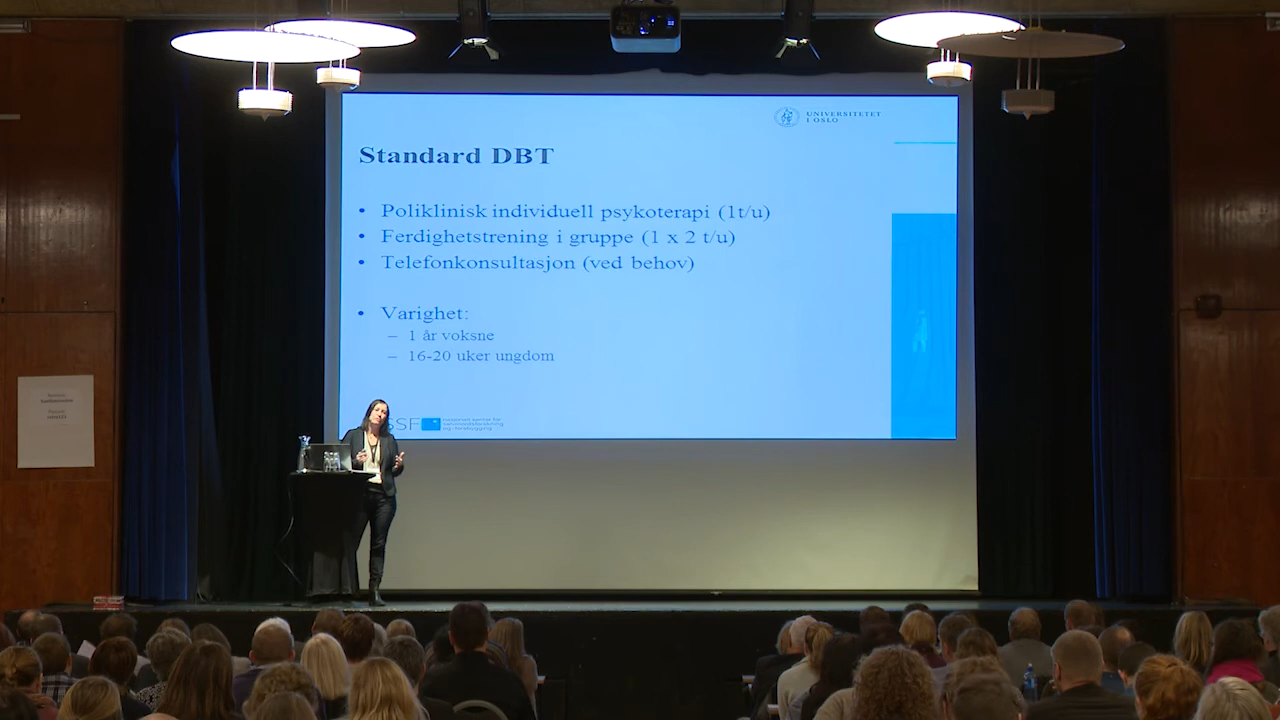 UNIVERSITETET
I OSLO
Standard DBT
• Poliklinisk individuell psykoterapi (1t/u)
• Ferdighetstrening i gruppe (1 x 2 t/u)
• Telefonkonsultasjon (ved behov)
• Varighet:
– 1 år voksne
– 16-20 uker ungdom
SSF